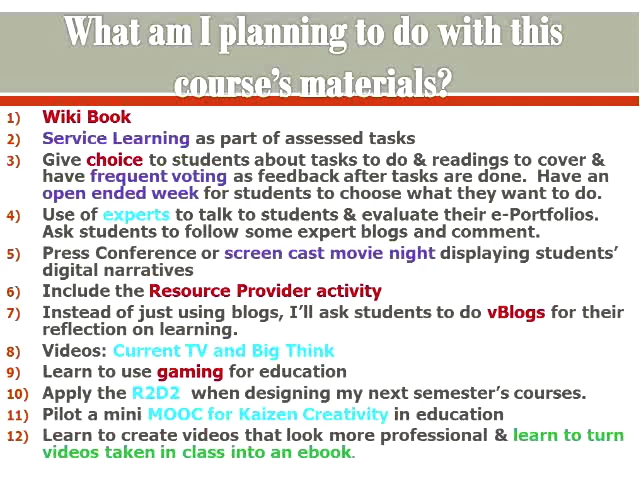 What am I planning to do with this
course's materials?
1) Wiki Book
2) Service Learning as part of assessed tasks
3) Give choice to students about tasks to do & readings to cover &
have frequent voting as feedback after tasks are done. Have an
open ended week for students to choose what they want to do.
4) Use of experts to talk to students & evaluate their e-Portfolios.
Ask students to follow some expert blogs and comment.
5) Press Conference or screen cast movie night displaying students'
digital narratives
6) Include the Resource Provider activity
7) Instead of just using blogs, I'll ask students to do vBlogs for their
reflection on learning.
8) Videos: Current TV and Big Think
9) Learn to use gaming for education
10) Apply the R2D2 when designing my next semester's courses.
11) Pilot a mini MOOC for Kaizen Creativity in education
12) Learn to create videos that look more professional & learn to turn
videos taken in class into an ebook.